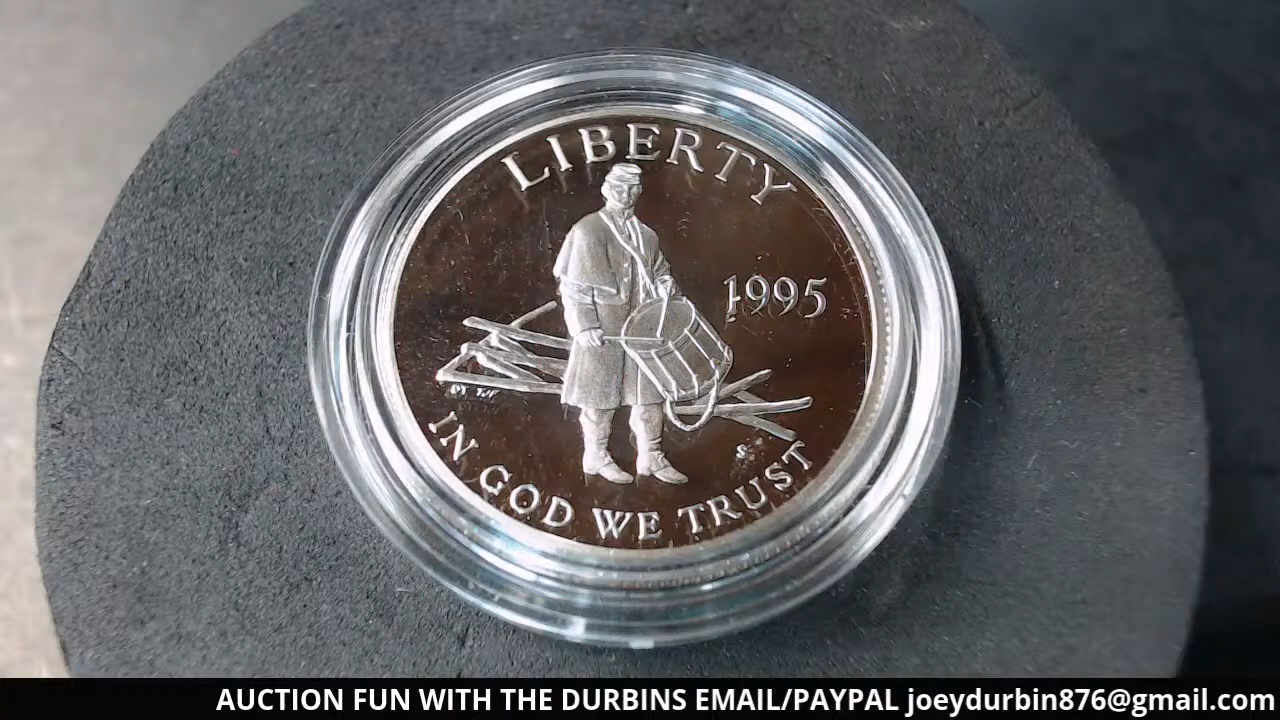 LIBERTY
1995
S
IN GOD WE TRUST
AUCTION FUN WITH THE DURBINS EMAIL/PAYPAL joeydurbin876@gmail.com